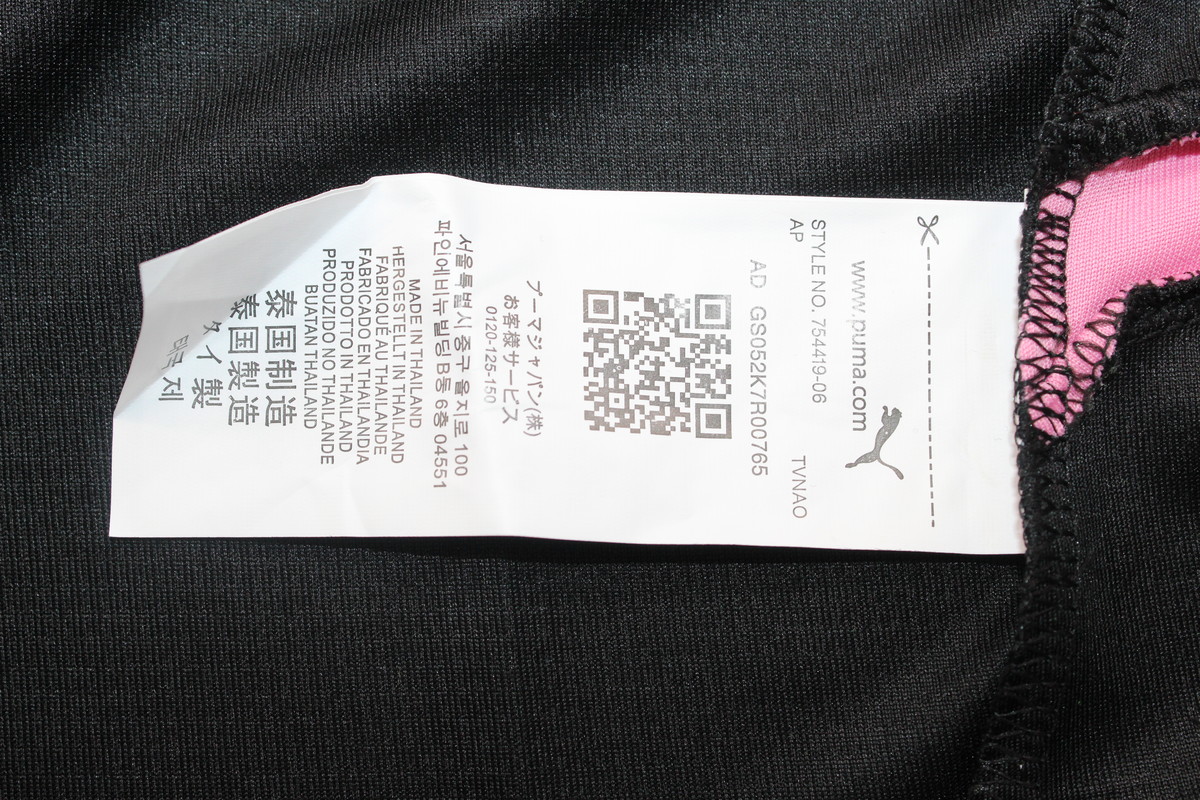 www.puma.com
STYLE NO. 754419-06
AP TVNAO
AD GS052K7R00765
プーマジャパン(株)
お客様サービス
0120-125-150
서울특별시 중구 을지로 100
파인에비뉴빌딩 B동 6층 04551
MADE IN THAILAND
HERGESTELLT IN THAILAND
FABRIQUE AU THAILANDE
FABRICADO EN THAILANDIA
PRODOTTO IN THAILAND
PRODUZIDO NO THAILANDE
BUATAN THAILAND
泰国制造
泰国製造
タイ製
태국제